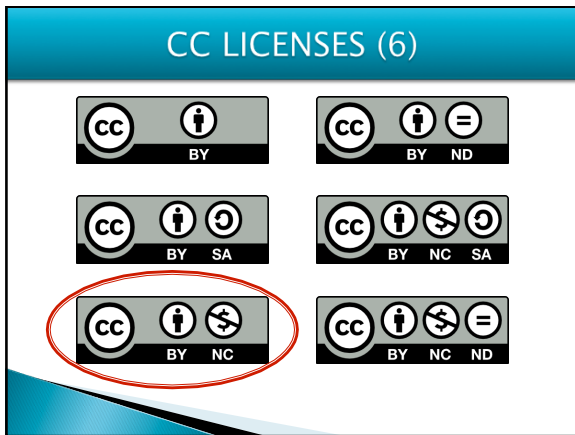 CC LICENSES (6)
CC BY
CC BY ND
CC BY SA
CC BY NC SA
CC BY NC
CC BY NC ND